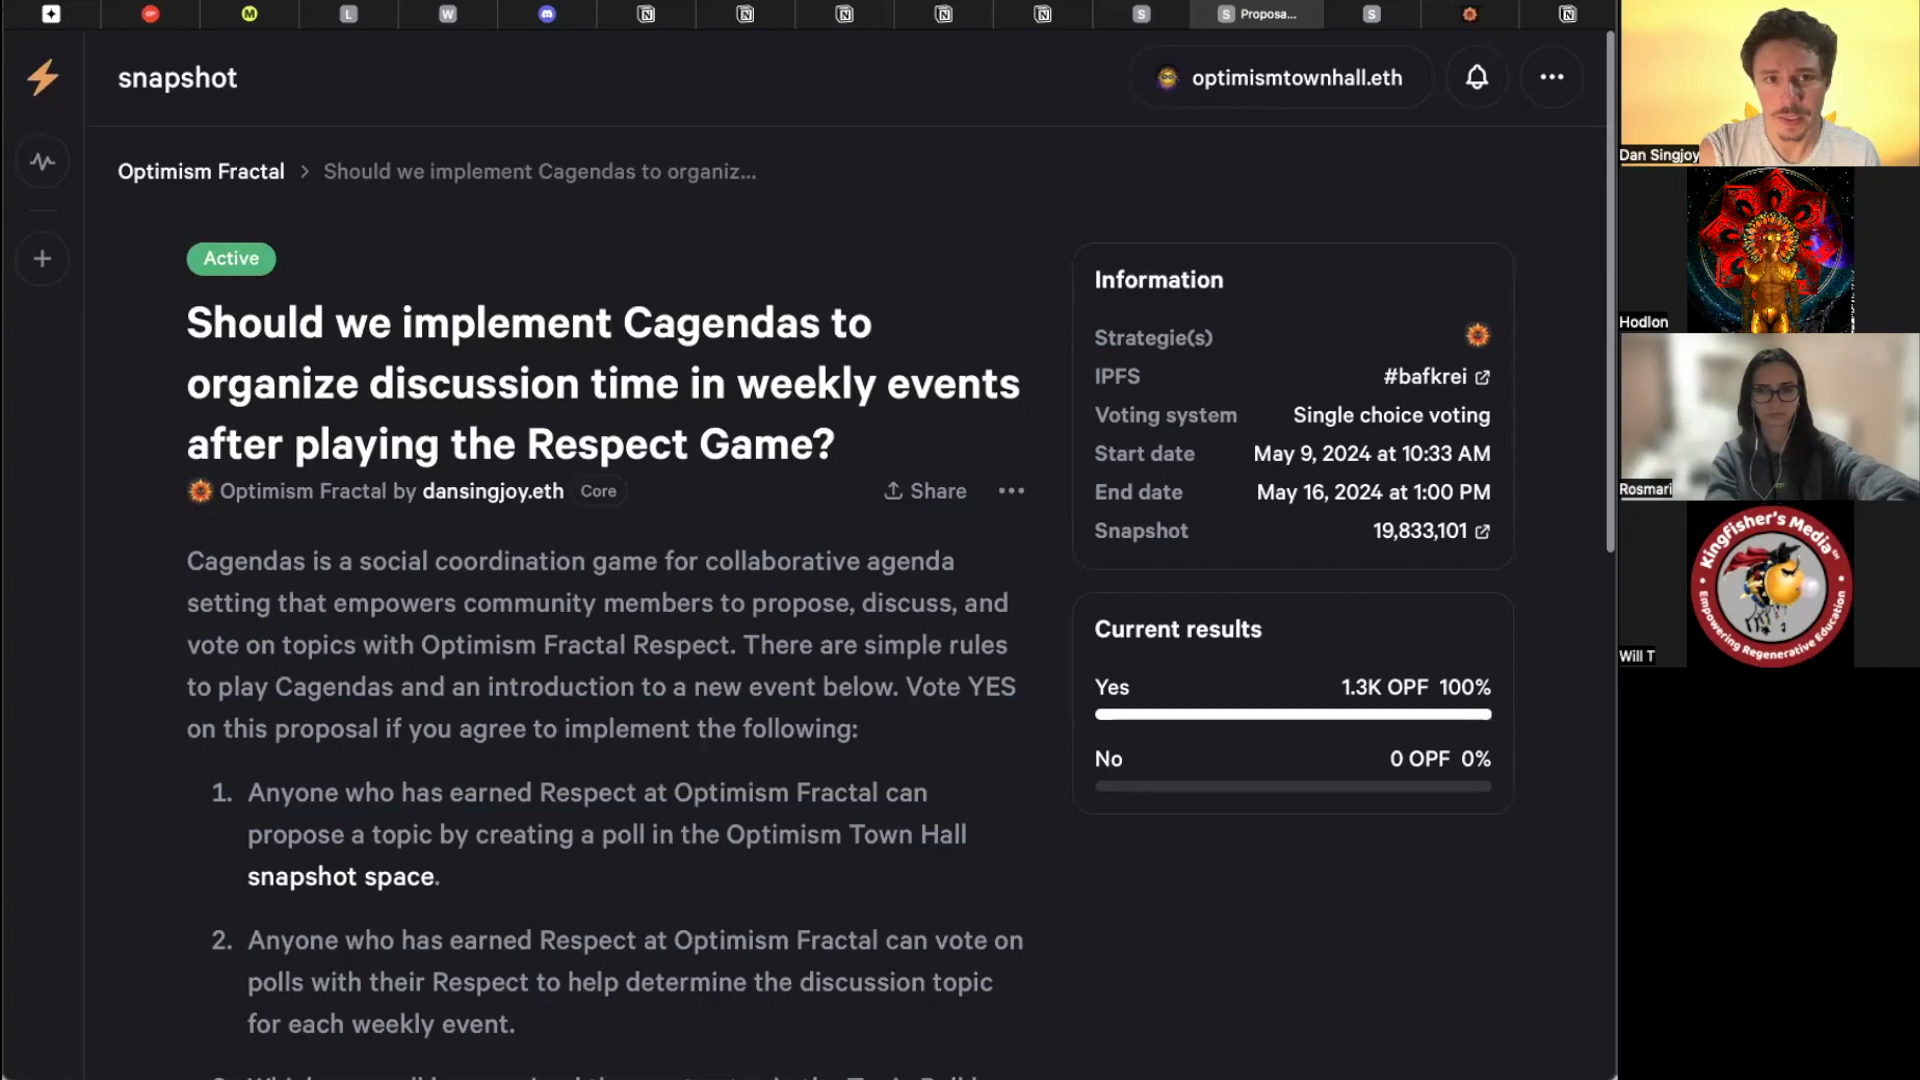 Proposa...
snapshot
optimismtownhall.eth
Optimism Fractal > Should we implement Cagendas to organiz...
Active
Should we implement Cagendas to
organize discussion time in weekly events
after playing the Respect Game?
Optimism Fractal by dansingjoy.eth Core
Share
Cagendas is a social coordination game for collaborative agenda
setting that empowers community members to propose, discuss, and
vote on topics with Optimism Fractal Respect. There are simple rules
to play Cagendas and an introduction to a new event below. Vote YES
on this proposal if you agree to implement the following:
1. Anyone who has earned Respect at Optimism Fractal can
propose a topic by creating a poll in the Optimism Town Hall
snapshot space.
2. Anyone who has earned Respect at Optimism Fractal can vote on
polls with their Respect to help determine the discussion topic
for each weekly event.
Information
Strategie(s)
IPFS #bafkrei
Voting system Single choice voting
Start date May 9, 2024 at 10:33 AM
End date May 16, 2024 at 1:00 PM
Snapshot 19,833,101
Current results
Yes 1.3K OPF 100%
No 0 OPF 0%
Dan Singjoy
Hodlon
Rosmari
Kingfisher's Media
Empowering Regenerative Education
Will T